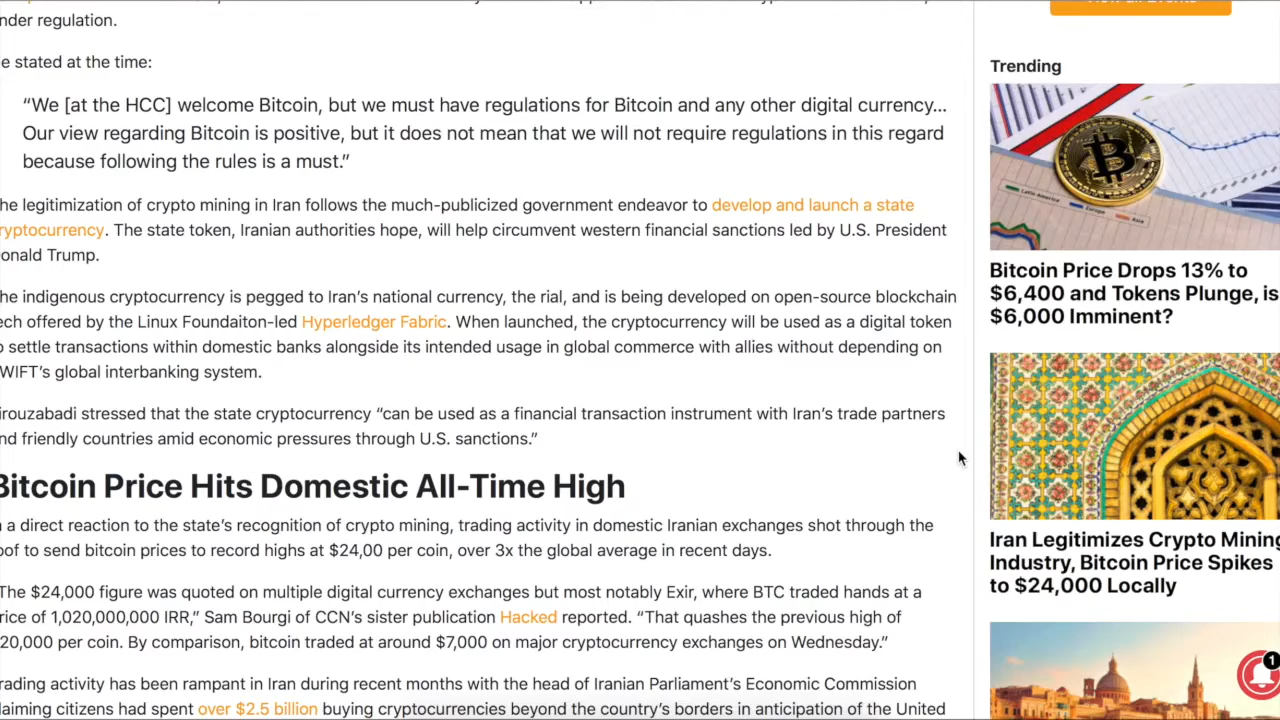 nder regulation.
e stated at the time:
“We [at the HCC] welcome Bitcoin, but we must have regulations for Bitcoin and any other digital currency…
Our view regarding Bitcoin is positive, but it does not mean that we will not require regulations in this regard
because following the rules is a must.”
he legitimization of crypto mining in Iran follows the much-publicized government endeavor to develop and launch a state
ryptocurrency. The state token, Iranian authorities hope, will help circumvent western financial sanctions led by U.S. President
onald Trump.
he indigenous cryptocurrency is pegged to Iran’s national currency, the rial, and is being developed on open-source blockchain
ech offered by the Linux Foundaiton-led Hyperledger Fabric. When launched, the cryptocurrency will be used as a digital token
o settle transactions within domestic banks alongside its intended usage in global commerce with allies without depending on
WIFT’s global interbanking system.
irouzabadi stressed that the state cryptocurrency “can be used as a financial transaction instrument with Iran’s trade partners
nd friendly countries amid economic pressures through U.S. sanctions.”
Bitcoin Price Hits Domestic All-Time High
n a direct reaction to the state’s recognition of crypto mining, trading activity in domestic Iranian exchanges shot through the
oof to send bitcoin prices to record highs at $24,00 per coin, over 3x the global average in recent days.
“The $24,000 figure was quoted on multiple digital currency exchanges but most notably Exir, where BTC traded hands at a
rice of 1,020,000,000 IRR,” Sam Bourgi of CCN’s sister publication Hacked reported. “That quashes the previous high of
20,000 per coin. By comparison, bitcoin traded at around $7,000 on major cryptocurrency exchanges on Wednesday.”
rading activity has been rampant in Iran during recent months with the head of Iranian Parliament’s Economic Commission
laiming citizens had spent over $2.5 billion buying cryptocurrencies beyond the country’s borders in anticipation of the United
Trending
Latin America
Europe
Asia
Bitcoin Price Drops 13% to
$6,400 and Tokens Plunge, is
$6,000 Imminent?
Iran Legitimizes Crypto Mining
Industry, Bitcoin Price Spikes
to $24,000 Locally
1